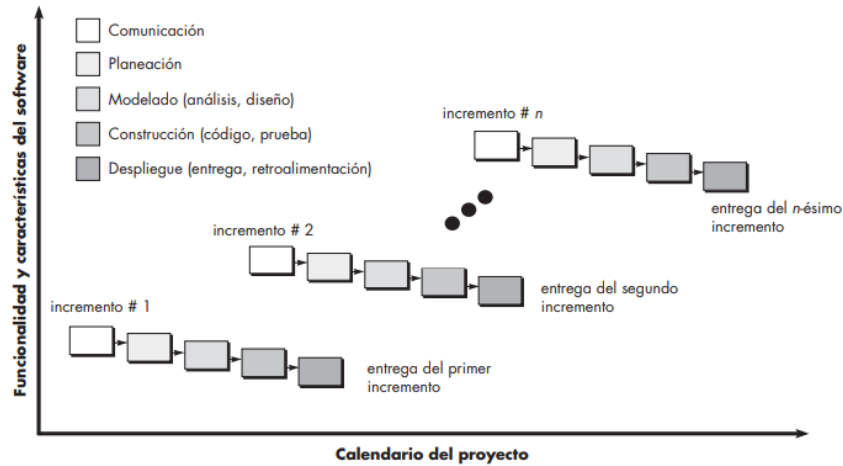 Funcionalidad y características del software
Comunicación
Planeación
Modelado (análisis, diseño)
Construcción (código, prueba)
Despliegue (entrega, retroalimentación)
incremento # n
entrega del n-ésimo
incremento
incremento # 2
entrega del segundo
incremento
incremento # 1
entrega del primer
incremento
Calendario del proyecto